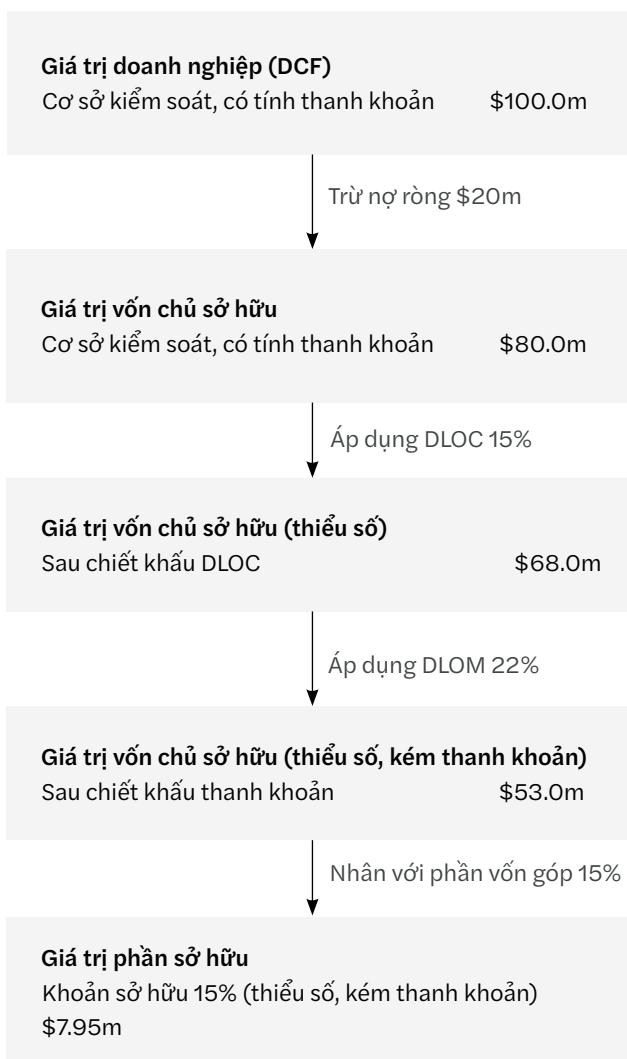 Giá trị doanh nghiệp (DCF)
Cơ sở kiểm soát, có tính thanh khoản $100.0m
Trừ nợ ròng $20m
Giá trị vốn chủ sở hữu
Cơ sở kiểm soát, có tính thanh khoản $80.0m
Áp dụng DLOC 15%
Giá trị vốn chủ sở hữu (thiểu số)
Sau chiết khấu DLOC $68.0m
Áp dụng DLOM 22%
Giá trị vốn chủ sở hữu (thiểu số, kém thanh khoản)
Sau chiết khấu thanh khoản $53.0m
Nhân với phần vốn góp 15%
Giá trị phần sở hữu
Khoản sở hữu 15% (thiểu số, kém thanh khoản)
$7.95m